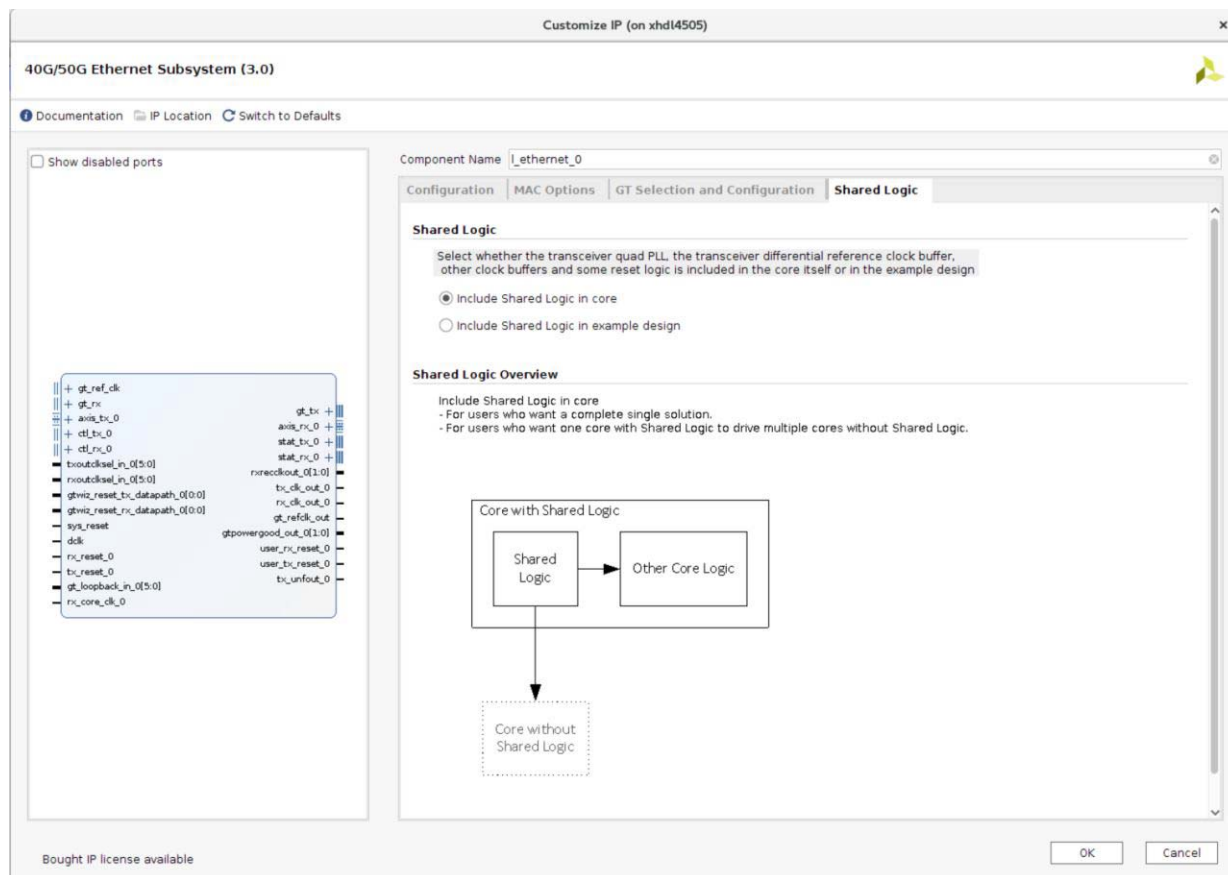 Customize IP (on xhdl4505)
40G/50G Ethernet Subsystem (3.0)
Documentation IP Location Switch to Defaults
Show disabled ports
gt_ref_clk
gt_rx
axis_tx_0
ctl_tx_0
ctl_rx_0
txoutclksel_in_0[5:0]
rxoutclksel_in_0[5:0]
gtwiz_reset_tx_datapath_0[0:0]
gtwiz_reset_rx_datapath_0[0:0]
sys_reset
dclk
rx_reset_0
tx_reset_0
gt_loopback_in_0[5:0]
rx_core_clk_0
gt_tx
axis_rx_0
stat_tx_0
stat_rx_0
rxrecclkout_0[1:0]
tx_clk_out_0
rx_clk_out_0
gt_refclk_out
gtpowergood_out_0[1:0]
user_rx_reset_0
user_tx_reset_0
tx_unfout_0
Component Name l_ethernet_0
Configuration MAC Options GT Selection and Configuration Shared Logic
Shared Logic
Select whether the transceiver quad PLL, the transceiver differential reference clock buffer,
other clock buffers and some reset logic is included in the core itself or in the example design
Include Shared Logic in core
Include Shared Logic in example design
Shared Logic Overview
Include Shared Logic in core
- For users who want a complete single solution.
- For users who want one core with Shared Logic to drive multiple cores without Shared Logic.
Core with Shared Logic
Shared
Logic
Other Core Logic
Core without
Shared Logic
Bought IP license available
OK Cancel